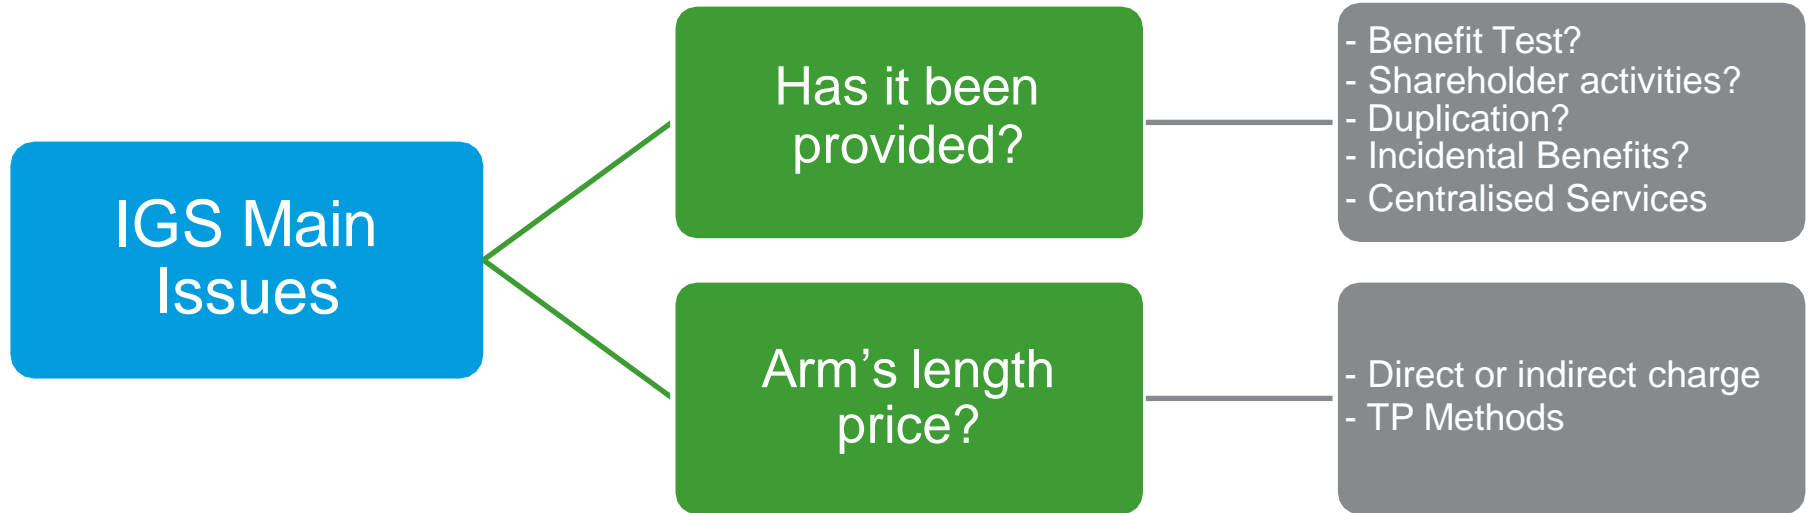 IGS Main
Issues
Has it been
provided?
- Benefit Test?
- Shareholder activities?
- Duplication?
- Incidental Benefits?
- Centralised Services
Arm’s length
price?
- Direct or indirect charge
- TP Methods